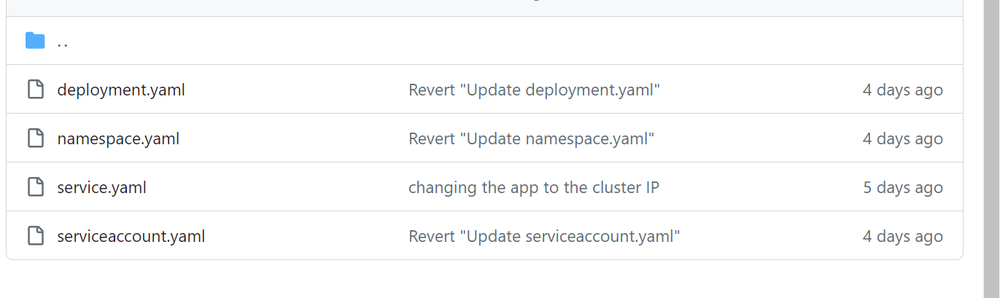 ..
deployment.yaml Revert "Update deployment.yaml" 4 days ago
namespace.yaml Revert "Update namespace.yaml" 4 days ago
service.yaml changing the app to the cluster IP 5 days ago
serviceaccount.yaml Revert "Update serviceaccount.yaml" 4 days ago